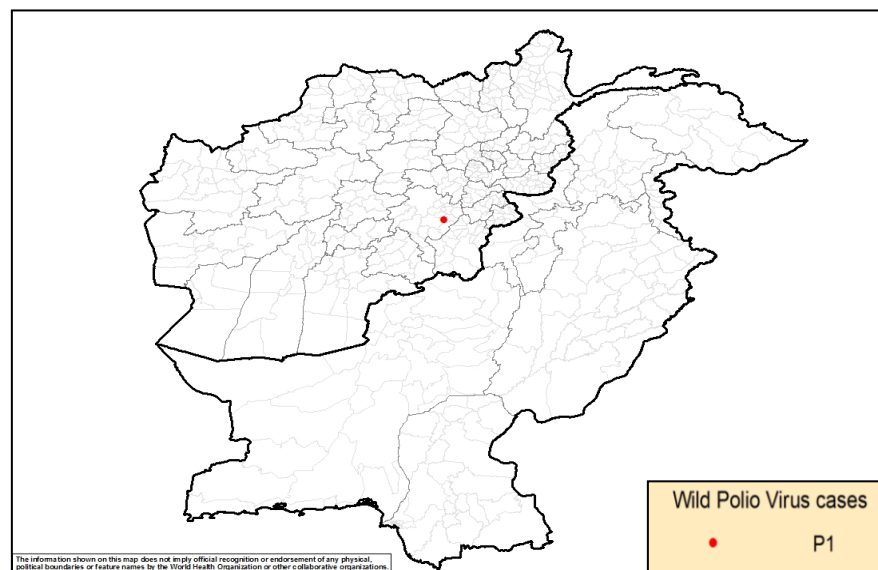 Wild Polio Virus cases
P1
The information shown on this map does not imply official recognition or endorsement of any physical,
political boundaries or feature names by the World Health Organization or other collaborative organizations.